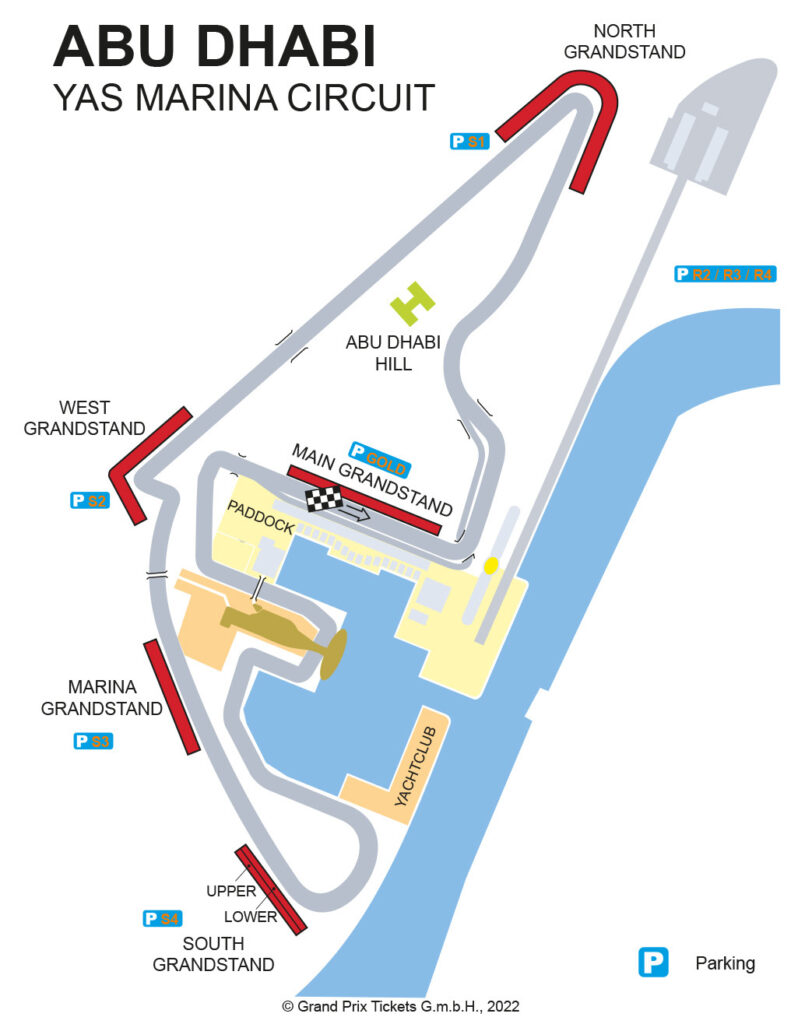 ABU DHABI
YAS MARINA CIRCUIT
NORTH
GRANDSTAND
P S1
P R2 / R3 / R4
ABU DHABI
HILL
WEST
GRANDSTAND
P S2
P GOLD
MAIN GRANDSTAND
PADDOCK
MARINA
GRANDSTAND
P S3
YACHTCLUB
UPPER
LOWER
P S4
SOUTH
GRANDSTAND
P Parking
© Grand Prix Tickets G.m.b.H., 2022